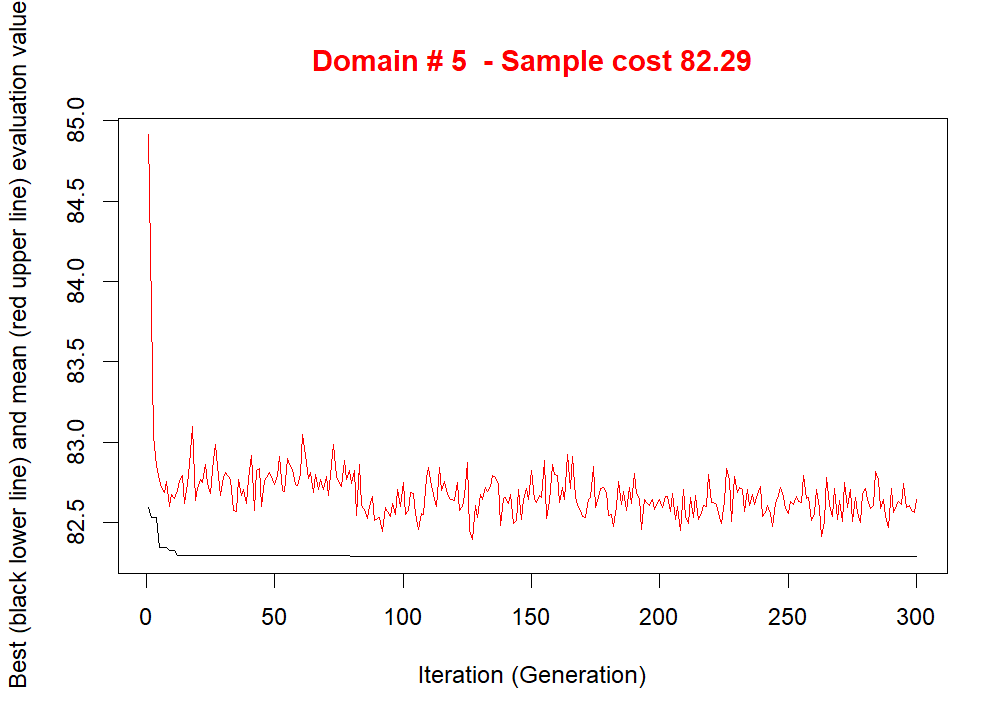 Domain # 5  - Sample cost 82.29
Best (black lower line) and mean (red upper line) evaluation value
85.0
84.5
84.0
83.5
83.0
82.5
0 50 100 150 200 250 300
Iteration (Generation)